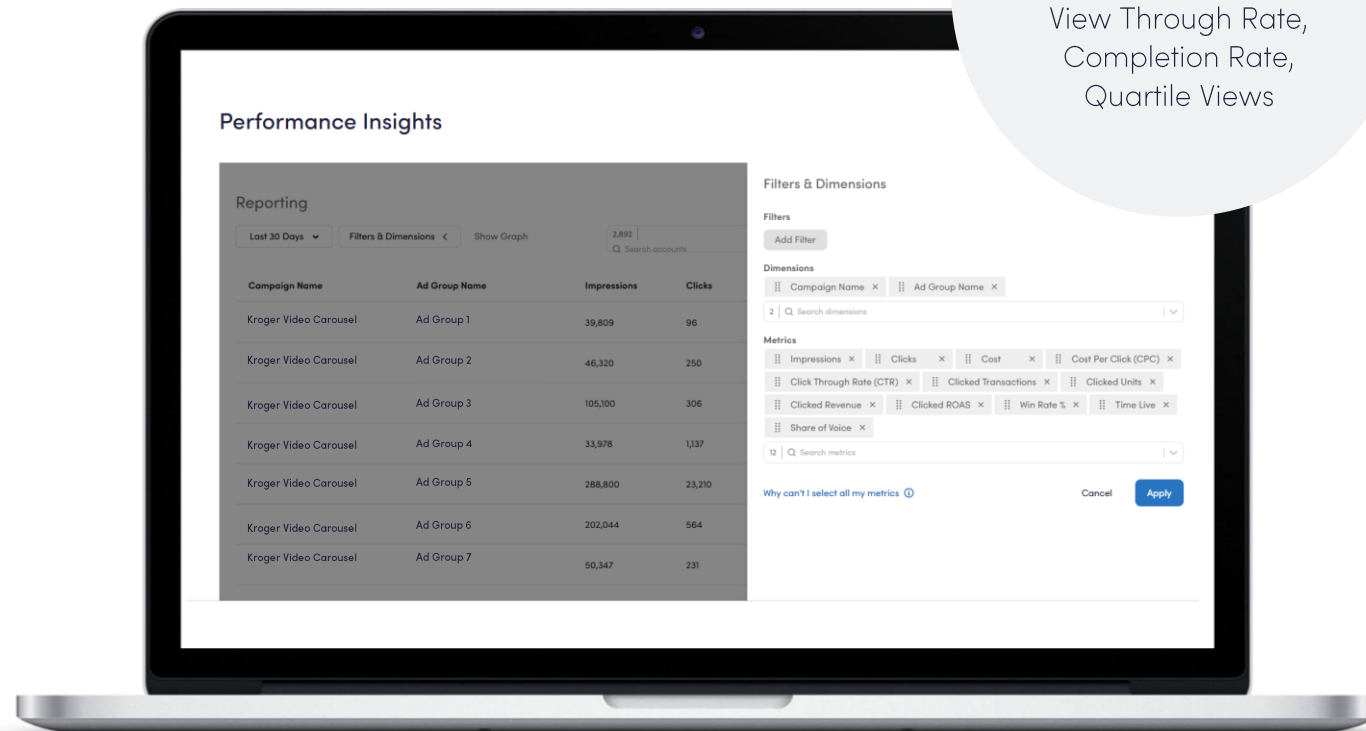 View Through Rate,
Completion Rate,
Quartile Views
Performance Insights
Reporting
Last 30 Days
Filters & Dimensions
Show Graph
2,892
Search accounts
Campaign Name Ad Group Name Impressions Clicks
Kroger Video Carousel Ad Group 1 39,809 96
Kroger Video Carousel Ad Group 2 46,320 250
Kroger Video Carousel Ad Group 3 105,100 306
Kroger Video Carousel Ad Group 4 33,978 1,137
Kroger Video Carousel Ad Group 5 288,800 23,210
Kroger Video Carousel Ad Group 6 202,044 564
Kroger Video Carousel Ad Group 7 50,347 231
Filters & Dimensions
Filters
Add Filter
Dimensions
Campaign Name × Ad Group Name ×
2 Search dimensions
Metrics
Impressions × Clicks × Cost × Cost Per Click (CPC) ×
Click Through Rate (CTR) × Clicked Transactions × Clicked Units ×
Clicked Revenue × Clicked ROAS × Win Rate % × Time Live ×
Share of Voice ×
12 Search metrics
Why can't I select all my metrics
Cancel Apply